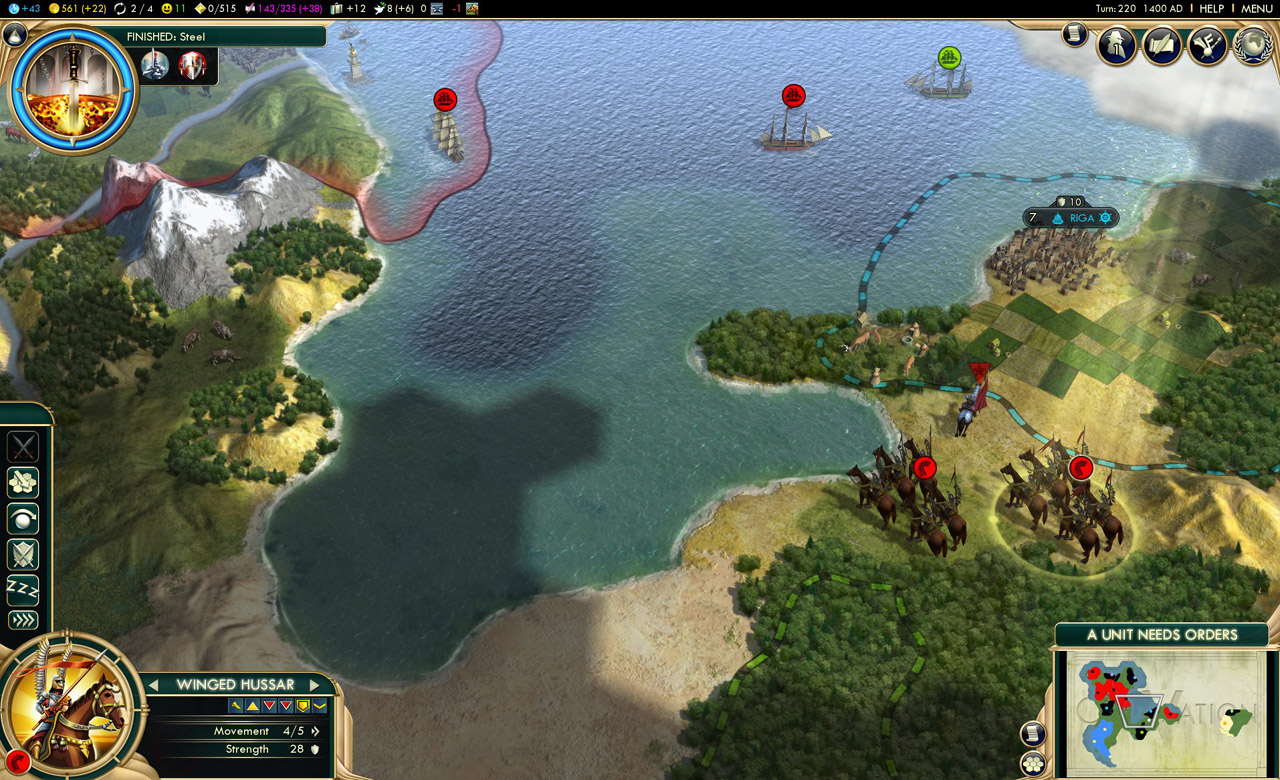 +43 561 (+22) 2 / 4 11 0/515 143/335 (+38) +12 8 (+6) 0 -1 Turn: 220 1400 AD | HELP | MENU
FINISHED: Steel
10
7 RIGA
ZZZ
A UNIT NEEDS ORDERS
WINGED HUSSAR
Movement 4/5
Strength 28